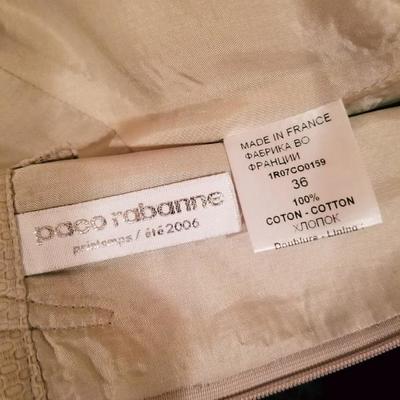 paco rabanne
printemps / été 2006
MADE IN FRANCE
ФАБРИКА ВО
ФРАНЦИИ
1R07CO0159
36
100%
COTON - COTTON
ХЛОПОК
Doublure - Lining :